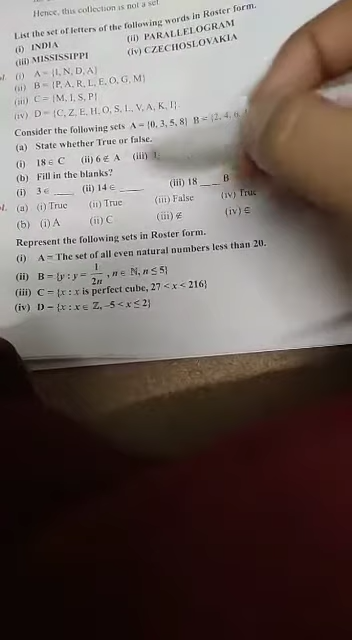 Hence, this collection is not a set
List the set of letters of the following words in Roster form.
(i) INDIA (ii) PARALLELOGRAM
(iii) MISSISSIPPI (iv) CZECHOSLOVAKIA
(i) A = {I, N, D, A}
(ii) B = {P, A, R, L, E, O, G, M}
(iii) C = {M, I, S, P}
(iv) D = {C, Z, E, H, O, S, L, V, A, K, I}.
Consider the following sets A = {0, 3, 5, 8} B = {2, 4, 6,
(a) State whether True or false.
(i) 18 ∈ C (ii) 6 ∉ A (iii)
(b) Fill in the blanks?
(i) 3 ∈ ____ (ii) 14 ∈ ____ (iii) 18 ____ B
(a) (i) True (ii) True (iii) False (iv) True
(b) (i) A (ii) C (iii) ∉ (iv) ∈
Represent the following sets in Roster form.
(i) A = The set of all even natural numbers less than 20.
(ii) B = {y : y = 1/2n , n ∈ ℕ, n ≤ 5}
(iii) C = {x : x is perfect cube, 27 < x < 216}
(iv) D = {x : x ∈ ℤ, –5 < x ≤ 2}